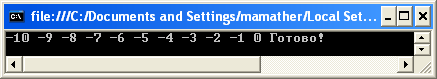 file:///C:/Documents and Settings/mamather/Local Set...
-10 -9 -8 -7 -6 -5 -4 -3 -2 -1 0 Готово!